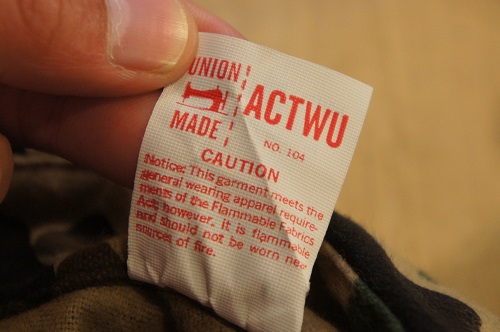 UNION
MADE
ACTWU
NO. 104
CAUTION
Notice: This garment meets the
general wearing apparel require-
ments of the Flammable Fabrics
Act; however, it is flammable
and should not be worn near
sources of fire.